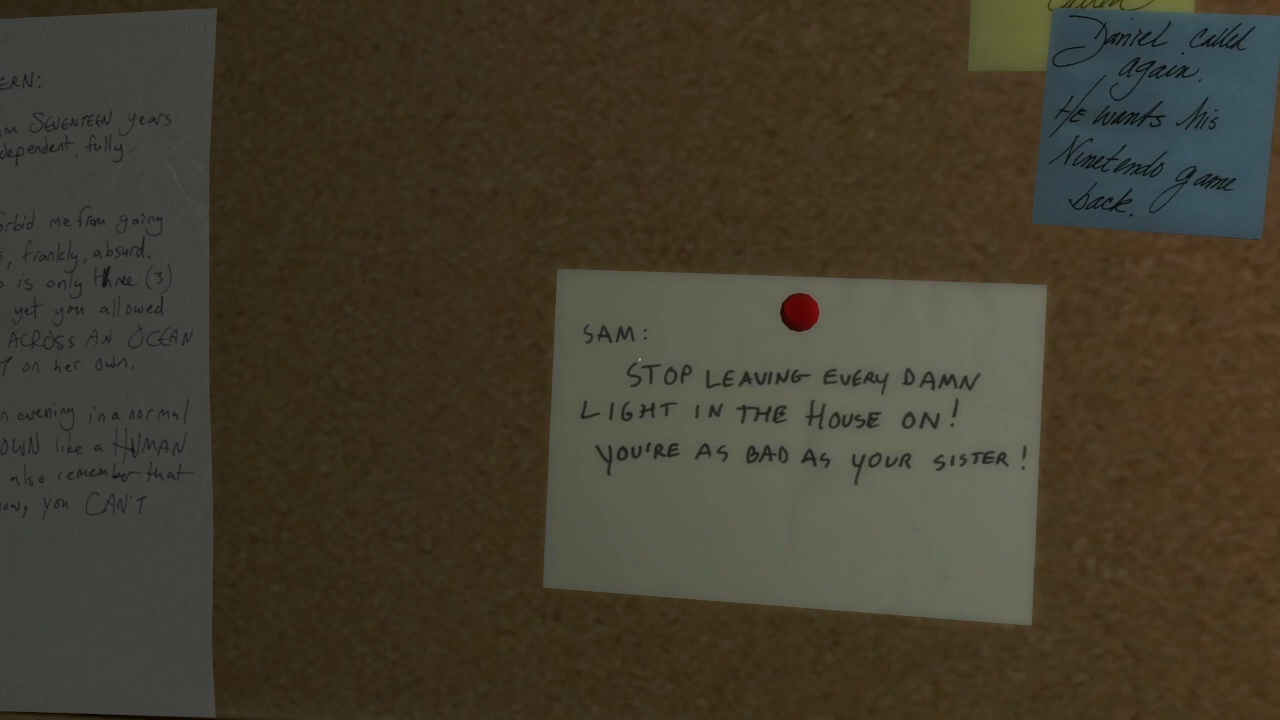 ERN:
SEVENTEEN years
dependent, fully
me from going
, frankly, absurd.
is only three (3)
yet you allowed
ACROSS AN OCEAN
on her own.
evening in a normal
OWN like a HUMAN
also remember that
you CAN'T
SAM:
STOP LEAVING EVERY DAMN
LIGHT IN THE HOUSE ON!
YOU'RE AS BAD AS YOUR SISTER!
Daniel called
again.
He wants his
Ninetendo game
back.